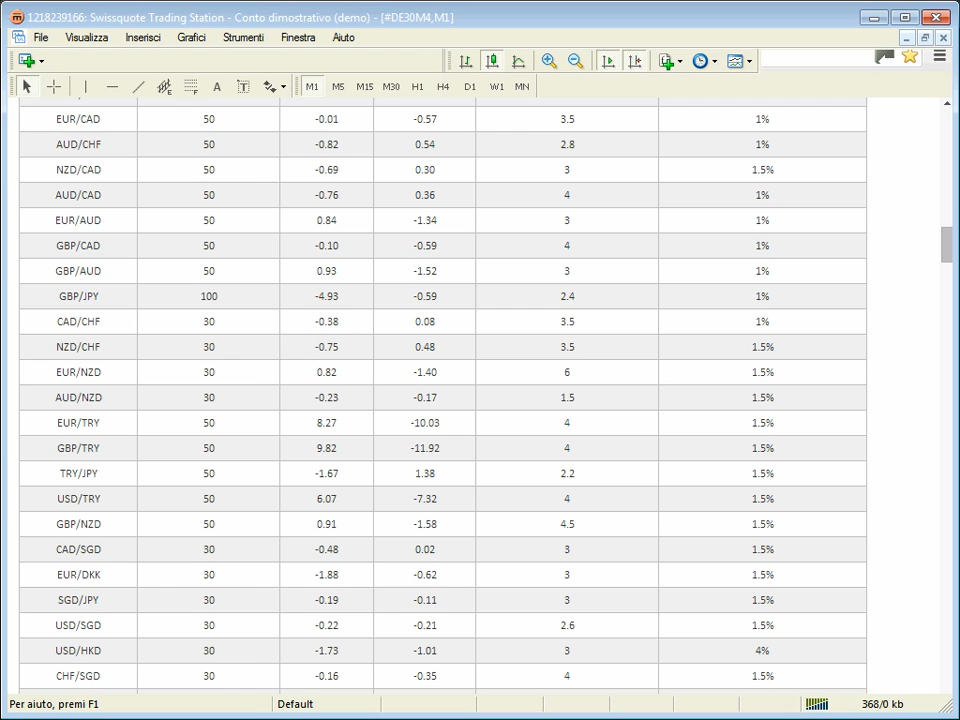 1218239166: Swissquote Trading Station - Conto dimostrativo (demo) - [#DE30M4,M1]
File Visualizza Inserisci Grafici Strumenti Finestra Aiuto
A T M1 M5 M15 M30 H1 H4 D1 W1 MN
EUR/CAD 50 -0.01 -0.57 3.5 1%
AUD/CHF 50 -0.82 0.54 2.8 1%
NZD/CAD 50 -0.69 0.30 3 1.5%
AUD/CAD 50 -0.76 0.36 4 1%
EUR/AUD 50 0.84 -1.34 3 1%
GBP/CAD 50 -0.10 -0.59 4 1%
GBP/AUD 50 0.93 -1.52 3 1%
GBP/JPY 100 -4.93 -0.59 2.4 1%
CAD/CHF 30 -0.38 0.08 3.5 1%
NZD/CHF 30 -0.75 0.48 3.5 1.5%
EUR/NZD 30 0.82 -1.40 6 1.5%
AUD/NZD 30 -0.23 -0.17 1.5 1.5%
EUR/TRY 50 8.27 -10.03 4 1.5%
GBP/TRY 50 9.82 -11.92 4 1.5%
TRY/JPY 50 -1.67 1.38 2.2 1.5%
USD/TRY 50 6.07 -7.32 4 1.5%
GBP/NZD 50 0.91 -1.58 4.5 1.5%
CAD/SGD 30 -0.48 0.02 3 1.5%
EUR/DKK 30 -1.88 -0.62 3 1.5%
SGD/JPY 30 -0.19 -0.11 3 1.5%
USD/SGD 30 -0.22 -0.21 2.6 1.5%
USD/HKD 30 -1.73 -1.01 3 4%
CHF/SGD 30 -0.16 -0.35 4 1.5%
Per aiuto, premi F1 Default 368/0 kb